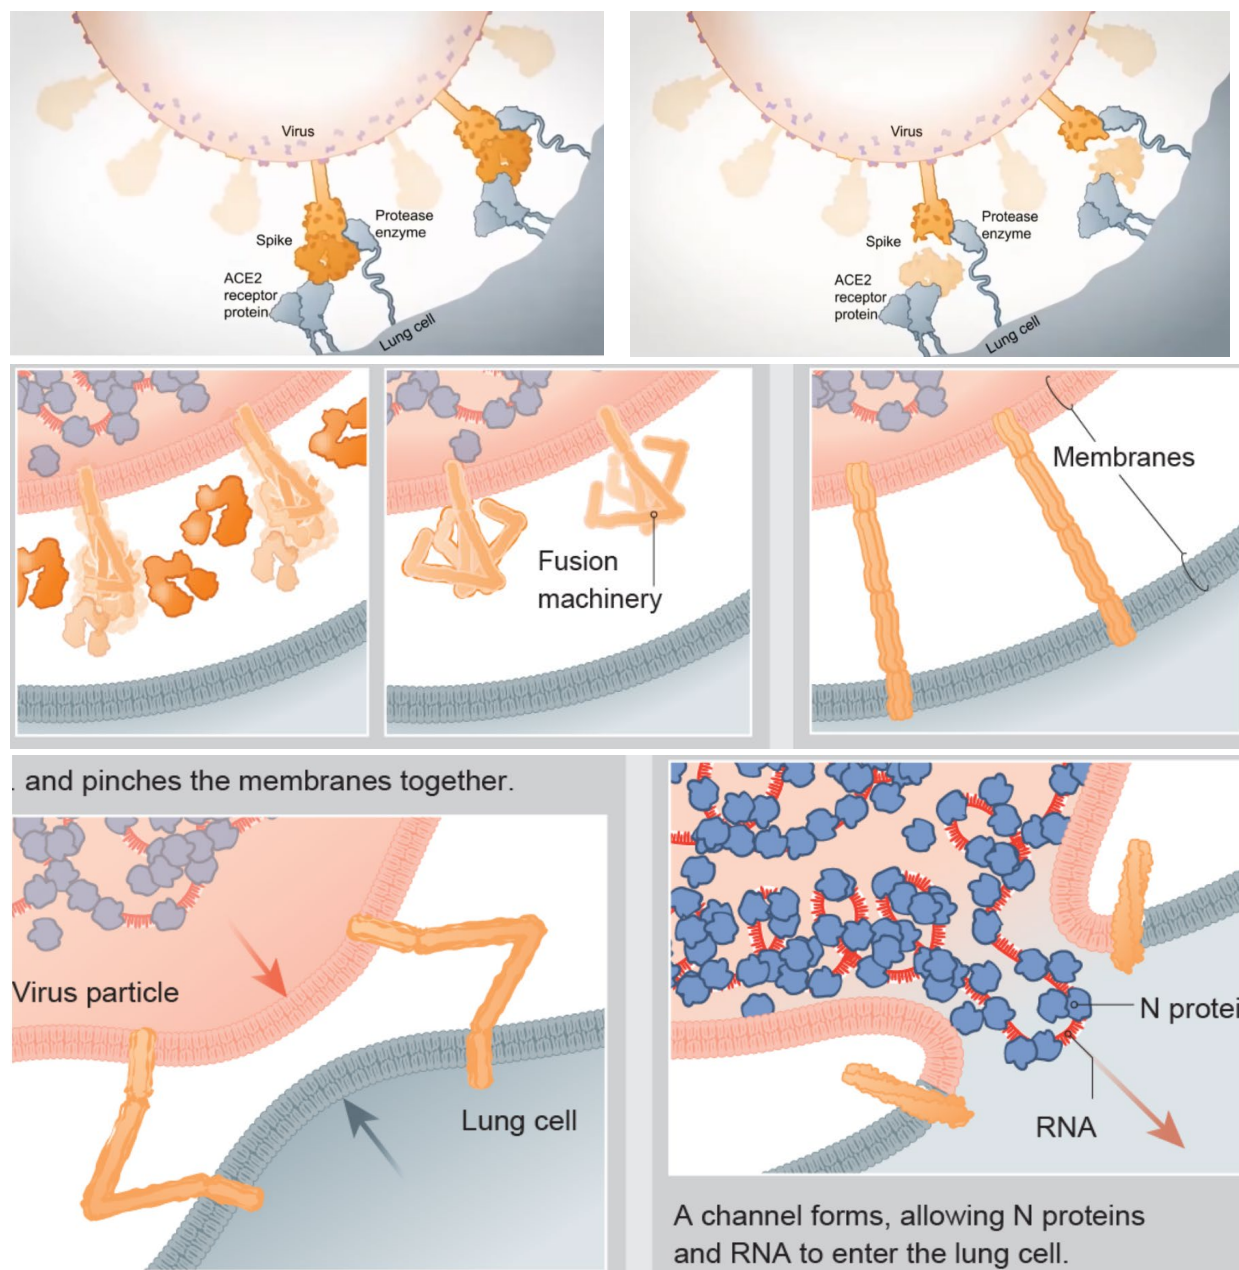 Virus
Protease
enzyme
Spike
ACE2
receptor
protein
Lung cell
Virus
Protease
enzyme
Spike
ACE2
receptor
protein
Lung cell
Fusion
machinery
Membranes
. and pinches the membranes together.
Virus particle
Lung cell
N protei
RNA
A channel forms, allowing N proteins
and RNA to enter the lung cell.